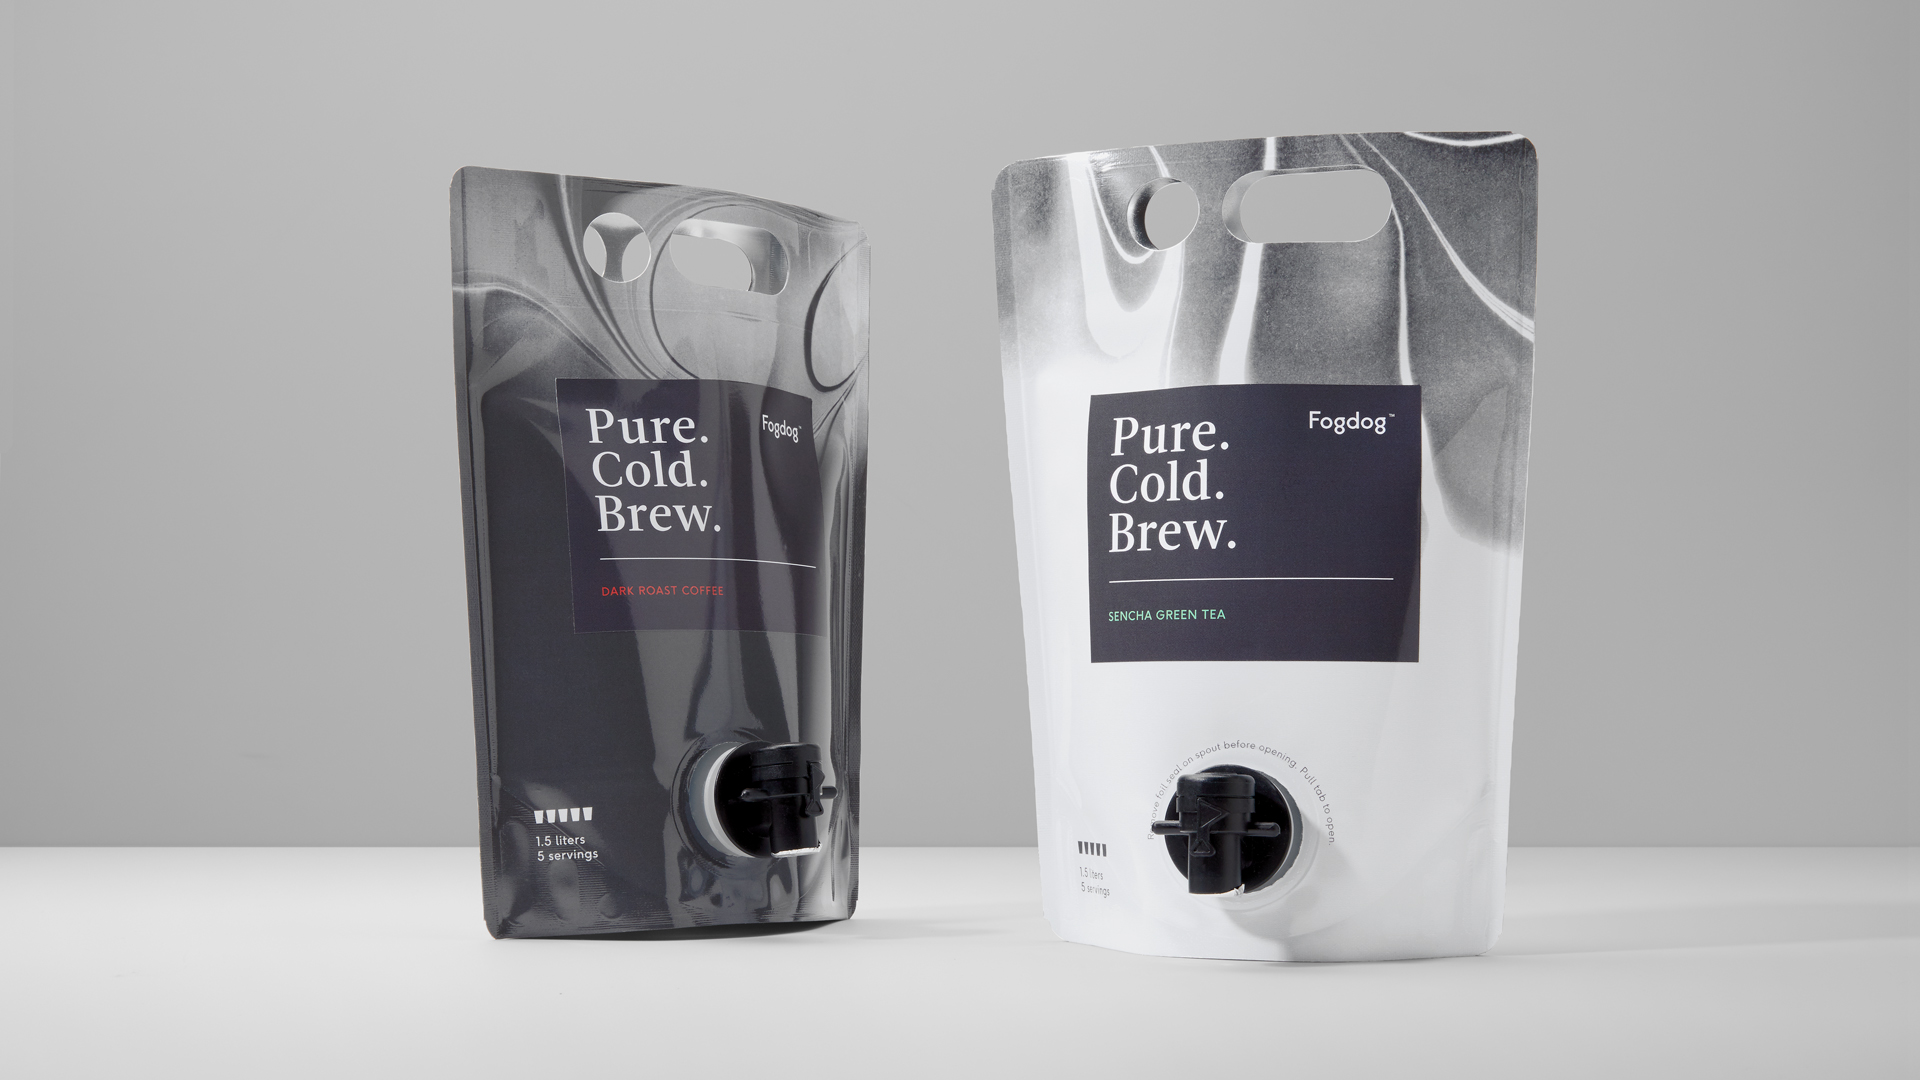 Pure.
Cold.
Brew.
Fogdog™
DARK ROAST COFFEE
1.5 liters
5 servings
Pure.
Cold.
Brew.
Fogdog™
SENCHA GREEN TEA
Remove foil seal on spout before opening. Pull tab to open.
1.5 liters
5 servings